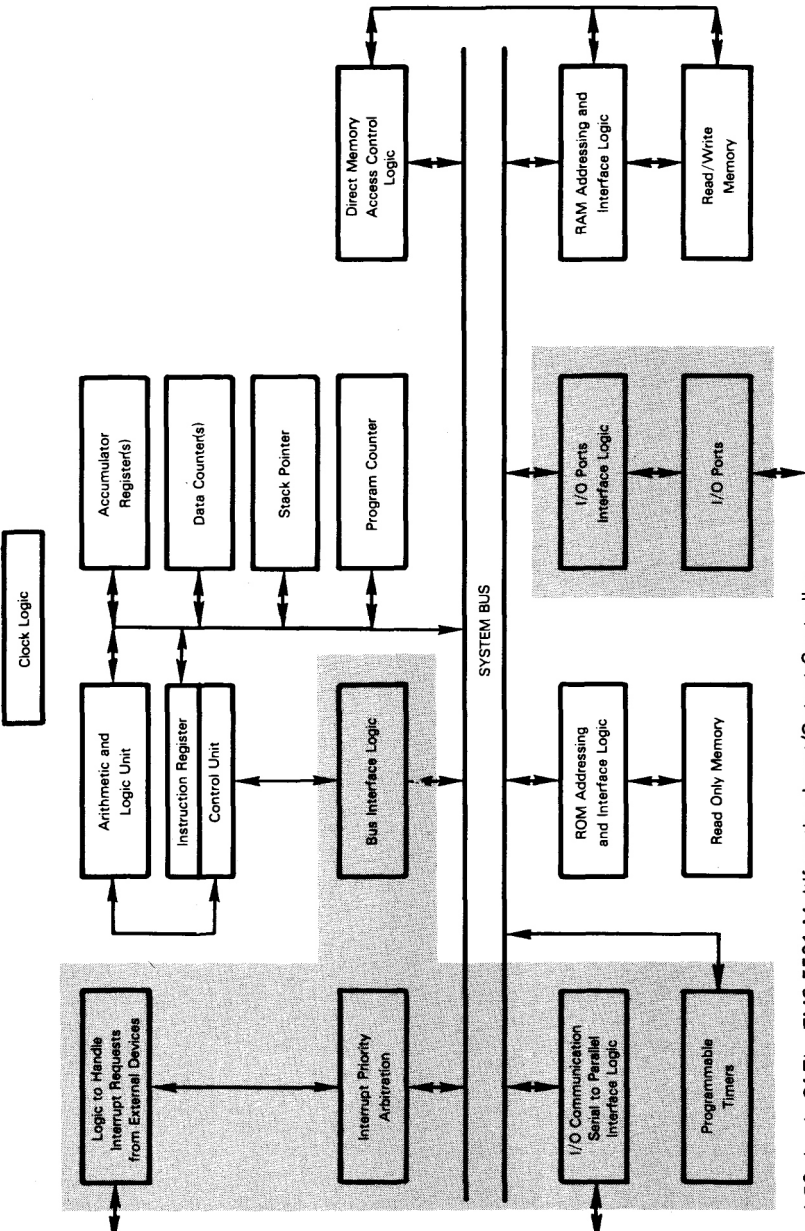 Clock Logic
Arithmetic and
Logic Unit
Accumulator
Register(s)
Instruction Register
Control Unit
Data Counter(s)
Stack Pointer
Logic to Handle
Interrupt Requests
from External Devices
Interrupt Priority
Arbitration
Bus Interface Logic
Program Counter
Direct Memory
Access Control
Logic
SYSTEM BUS
I/O Communication
Serial to Parallel
Interface Logic
Programmable
Timers
ROM Addressing
and Interface Logic
Read Only Memory
I/O Ports
Interface Logic
I/O Ports
RAM Addressing and
Interface Logic
Read/Write
Memory
TMS 5501